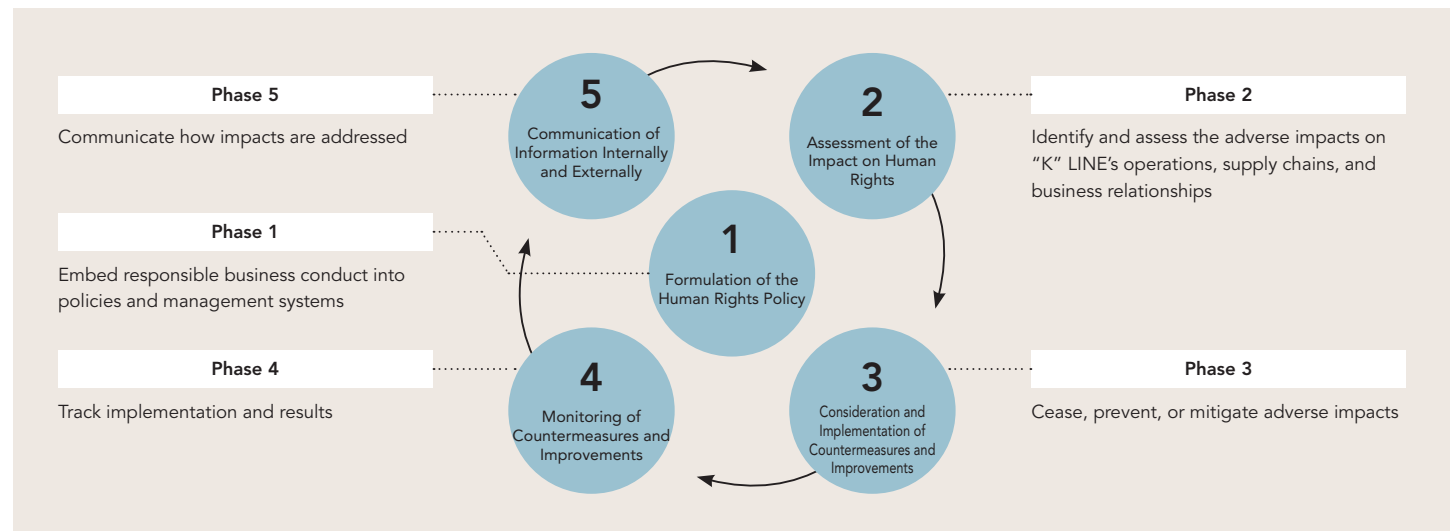 Phase 5
Communicate how impacts are addressed
Phase 1
Embed responsible business conduct into
policies and management systems
Phase 4
Track implementation and results
5
Communication of
Information Internally
and Externally
2
Assessment of the
Impact on Human
Rights
1
Formulation of the
Human Rights Policy
4
Monitoring of
Countermeasures and
Improvements
3
Consideration and
Implementation of
Countermeasures and
Improvements
Phase 2
Identify and assess the adverse impacts on
“K” LINE’s operations, supply chains, and
business relationships
Phase 3
Cease, prevent, or mitigate adverse impacts